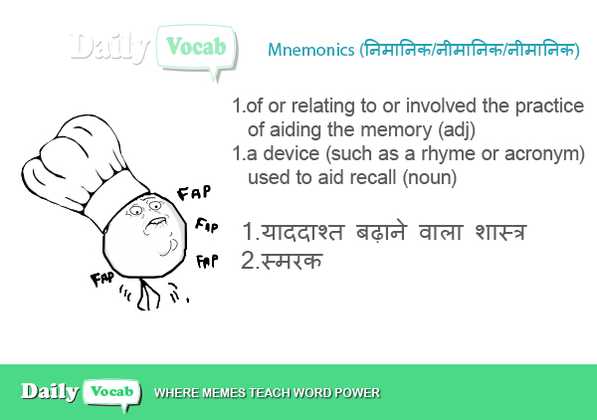 Daily Vocab
Mnemonics (निमानिक/नीमानिक/नीमानिक)
1.of or relating to or involved the practice
of aiding the memory (adj)
1.a device (such as a rhyme or acronym)
used to aid recall (noun)
FAP
FAP
FAP
FAP
1.याददाश्त बढ़ाने वाला शास्त्र
2.स्मरक
Daily Vocab WHERE MEMES TEACH WORD POWER